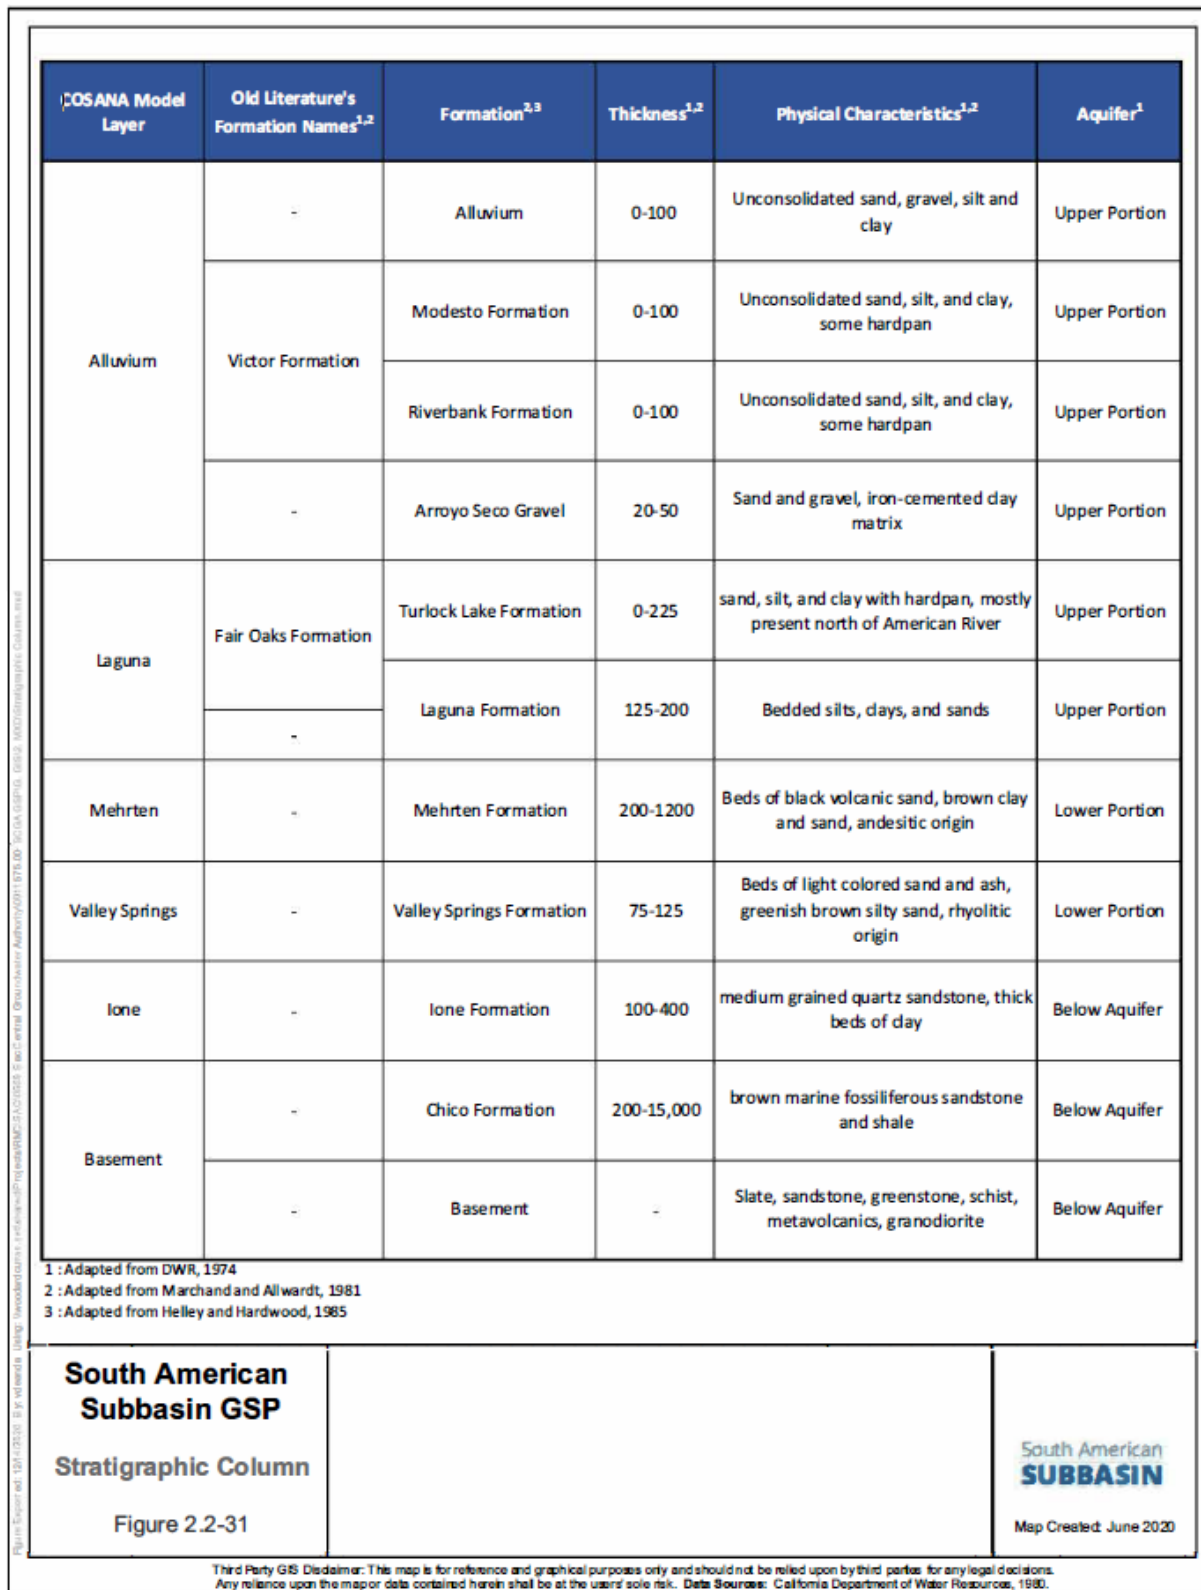 COSANA Model
Layer
Old Literature's
Formation Names1,2
Formation2,3
Thickness1,2
Physical Characteristics1,2
Aquifer1
Alluvium
-
Alluvium
0-100
Unconsolidated sand, gravel, silt and
clay
Upper Portion
Victor Formation
Modesto Formation
0-100
Unconsolidated sand, silt, and clay,
some hardpan
Upper Portion
Riverbank Formation
0-100
Unconsolidated sand, silt, and clay,
some hardpan
Upper Portion
-
Arroyo Seco Gravel
20-50
Sand and gravel, iron-cemented clay
matrix
Upper Portion
Laguna
Fair Oaks Formation
Turlock Lake Formation
0-225
sand, silt, and clay with hardpan, mostly
present north of American River
Upper Portion
-
Laguna Formation
125-200
Bedded silts, clays, and sands
Upper Portion
Mehrten
-
Mehrten Formation
200-1200
Beds of black volcanic sand, brown clay
and sand, andesitic origin
Lower Portion
Valley Springs
-
Valley Springs Formation
75-125
Beds of light colored sand and ash,
greenish brown silty sand, rhyolitic
origin
Lower Portion
Ione
-
Ione Formation
100-400
medium grained quartz sandstone, thick
beds of clay
Below Aquifer
Basement
-
Chico Formation
200-15,000
brown marine fossiliferous sandstone
and shale
Below Aquifer
-
Basement
-
Slate, sandstone, greenstone, schist,
metavolcanics, granodiorite
Below Aquifer
1 : Adapted from DWR, 1974
2 : Adapted from Marchand and Allwardt, 1981
3 : Adapted from Helley and Hardwood, 1985
South American
Subbasin GSP
Stratigraphic Column
Figure 2.2-31
South American
SUBBASIN
Map Created: June 2020
Third Party GIS Disclaimer: This map is for reference and graphical purposes only and should not be relied upon by third parties for any legal decisions.
Any reliance upon the map or data contained herein shall be at the users' sole risk. Data Sources: California Department of Water Resources, 1980.
Figure Exported: 12/14/2020